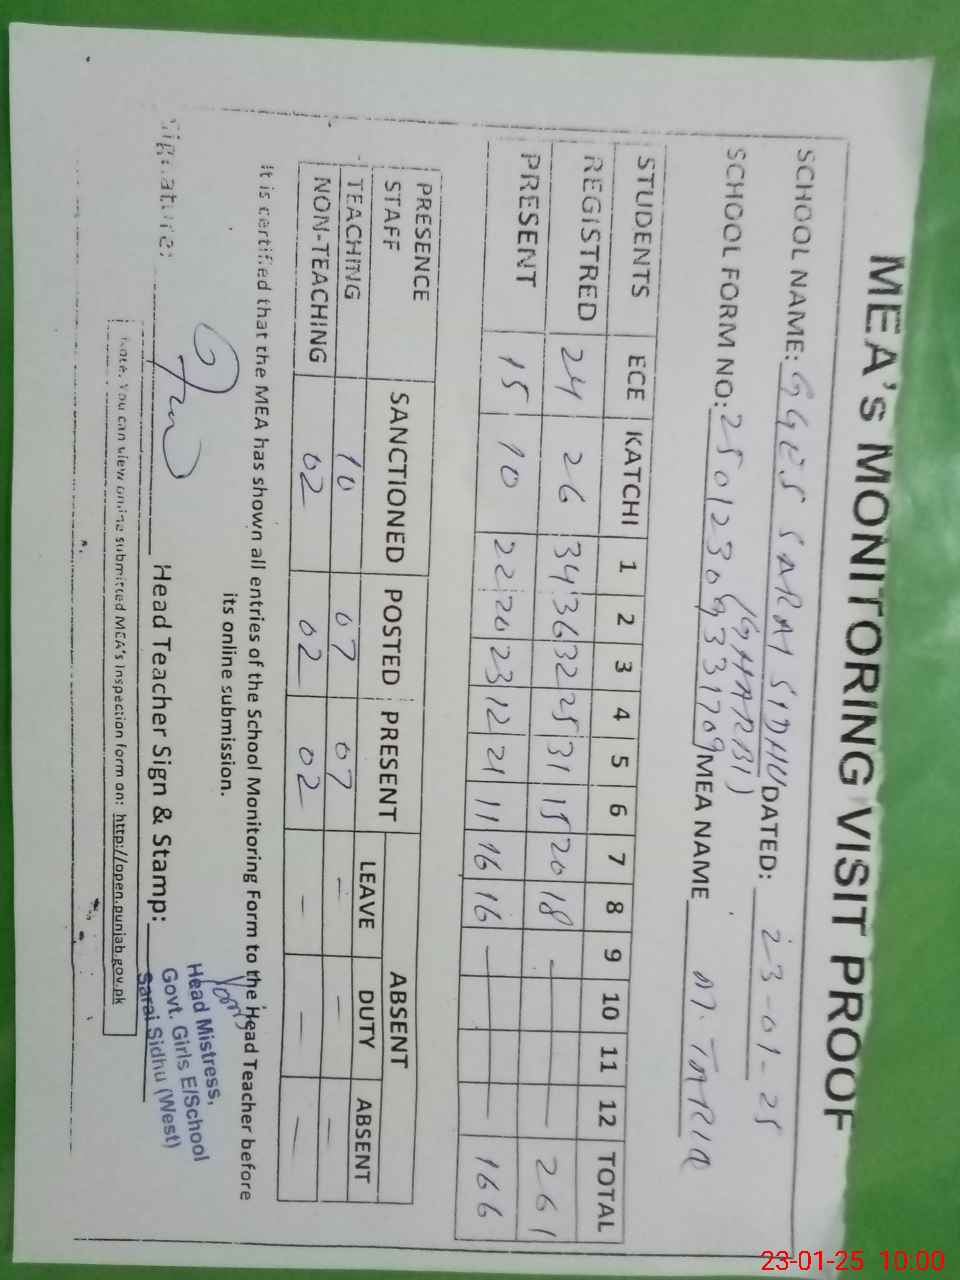 MEA's MONITORING VISIT PROOF
SCHOOL NAME: GGES SARAI SIDHU DATED: 23-01-25
(GHARBI)
SCHOOL FORM NO: 250123093331709 MEA NAME M. TARIQ
STUDENTS ECE KATCHI 1 2 3 4 5 6 7 8 9 10 11 12 TOTAL
REGISTRED 24 26 34 36 32 25 31 15 20 18 - - - - 261
PRESENT 15 10 22 20 23 12 21 11 16 16 - - - - 166
PRESENCE SANCTIONED POSTED PRESENT ABSENT
STAFF LEAVE DUTY ABSENT
TEACHING 10 07 07 - - -
NON-TEACHING 02 02 02 - - -
It is certified that the MEA has shown all entries of the School Monitoring Form to the Head Teacher before
its online submission.
Signature: Head Teacher Sign & Stamp:
Head Mistress,
Govt. Girls E/School
Sarai Sidhu (West)
Note: You can view online submitted MEA's Inspection form on: http://open.punjab.gov.pk
23-01-25 10:00